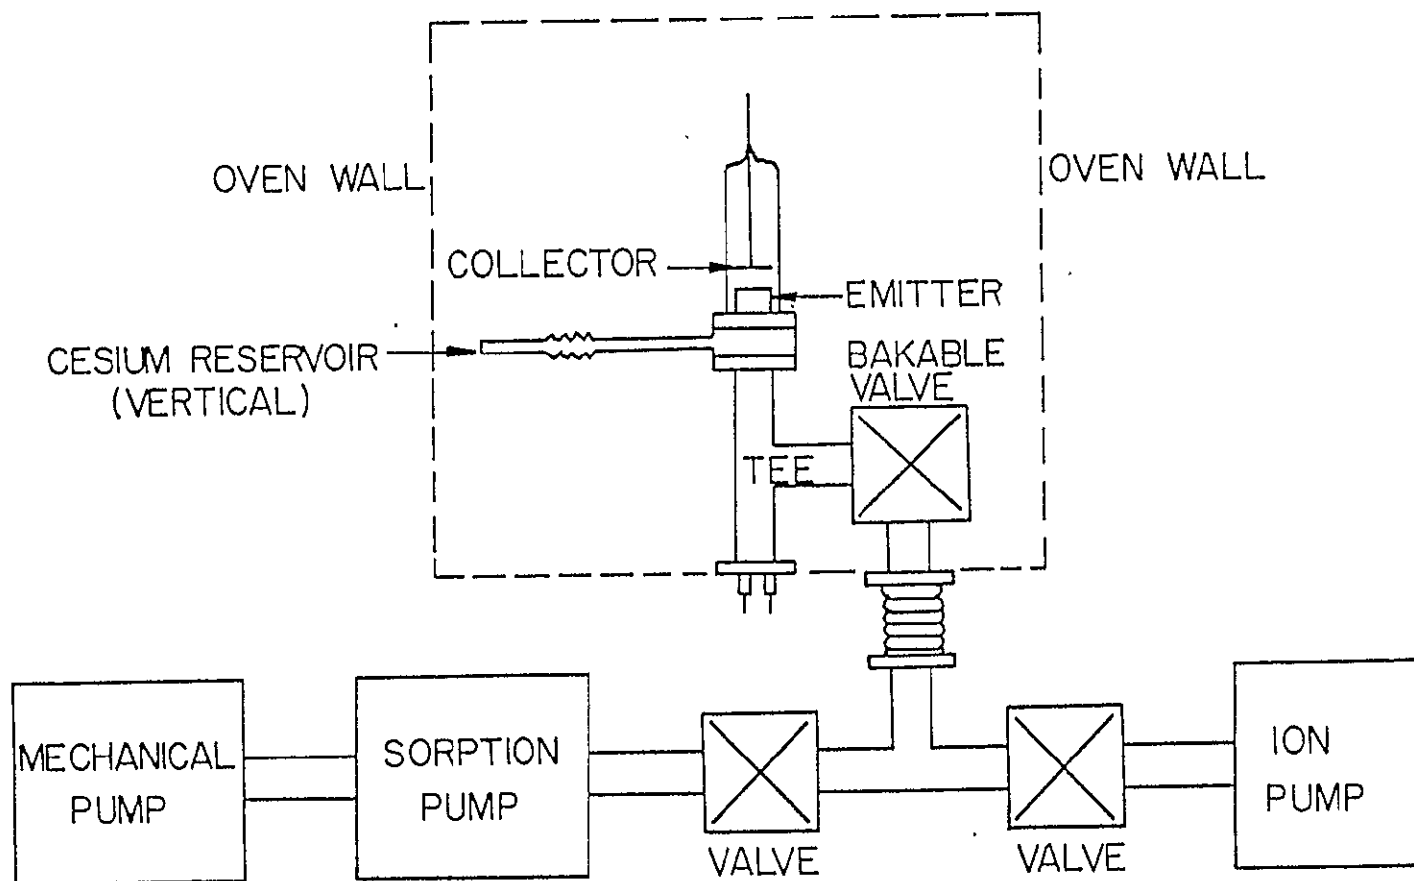 OVEN WALL
OVEN WALL
COLLECTOR
EMITTER
CESIUM RESERVOIR
(VERTICAL)
BAKABLE
VALVE
TEE
MECHANICAL
PUMP
SORPTION
PUMP
VALVE
VALVE
ION
PUMP